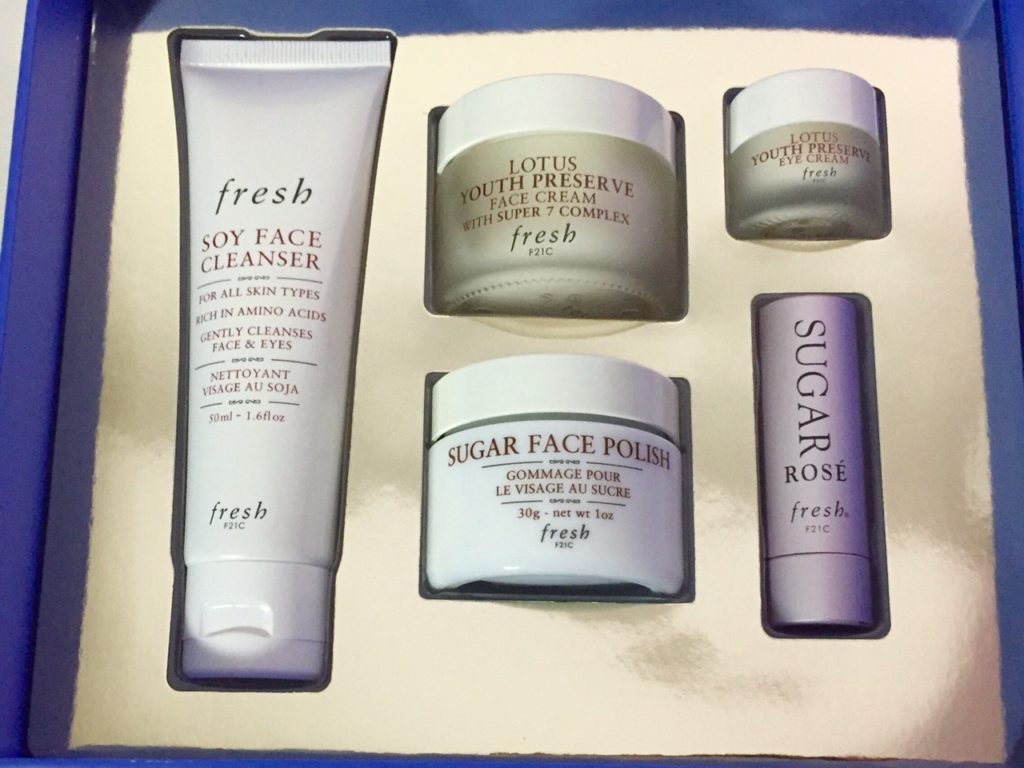 fresh
SOY FACE
CLEANSER
FOR ALL SKIN TYPES
RICH IN AMINO ACIDS
GENTLY CLEANSES
FACE & EYES
NETTOYANT
VISAGE AU SOJA
50ml - 1.6fl oz
fresh
F21C
LOTUS
YOUTH PRESERVE
FACE CREAM
WITH SUPER 7 COMPLEX
fresh
F21C
LOTUS
YOUTH PRESERVE
EYE CREAM
fresh
F21C
SUGAR FACE POLISH
GOMMAGE POUR
LE VISAGE AU SUCRE
30g - net wt 1oz
fresh
F21C
SUGAR
ROSÉ
fresh®
F21C